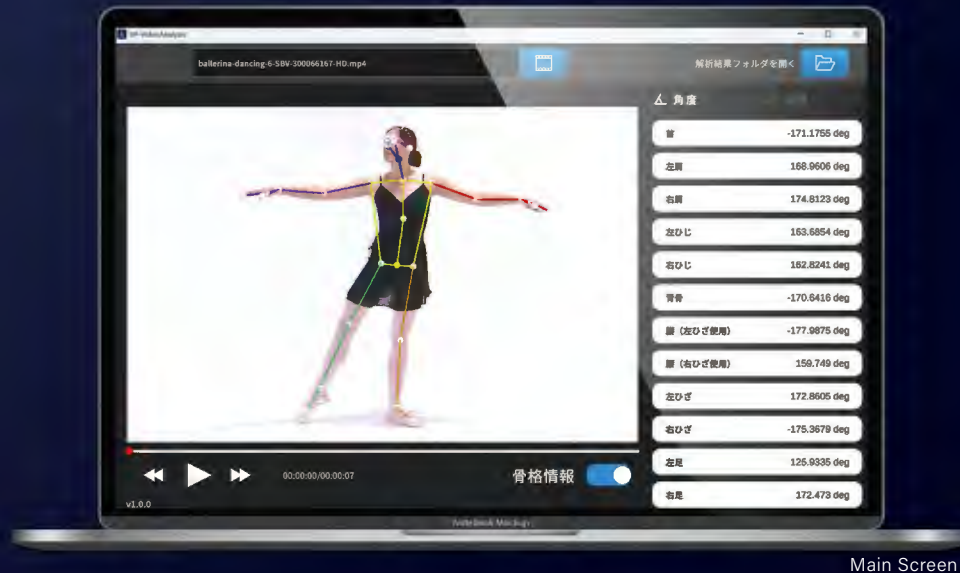 VP-VideoAnalysis
ballerina-dancing-6-SBV-300066167-HD.mp4
解析結果フォルダを開く
角度
首 -171.1755 deg
左肩 168.9606 deg
右肩 174.8123 deg
左ひじ 163.6854 deg
右ひじ 162.8241 deg
背骨 -170.6416 deg
腰（左ひざ使用） -177.9875 deg
腰（右ひざ使用） 159.749 deg
左ひざ 172.8605 deg
右ひざ -175.3679 deg
左足 125.9335 deg
右足 172.473 deg
00:00:00/00:00:07
骨格情報
v1.0.0
Notebook Mockup
Main Screen